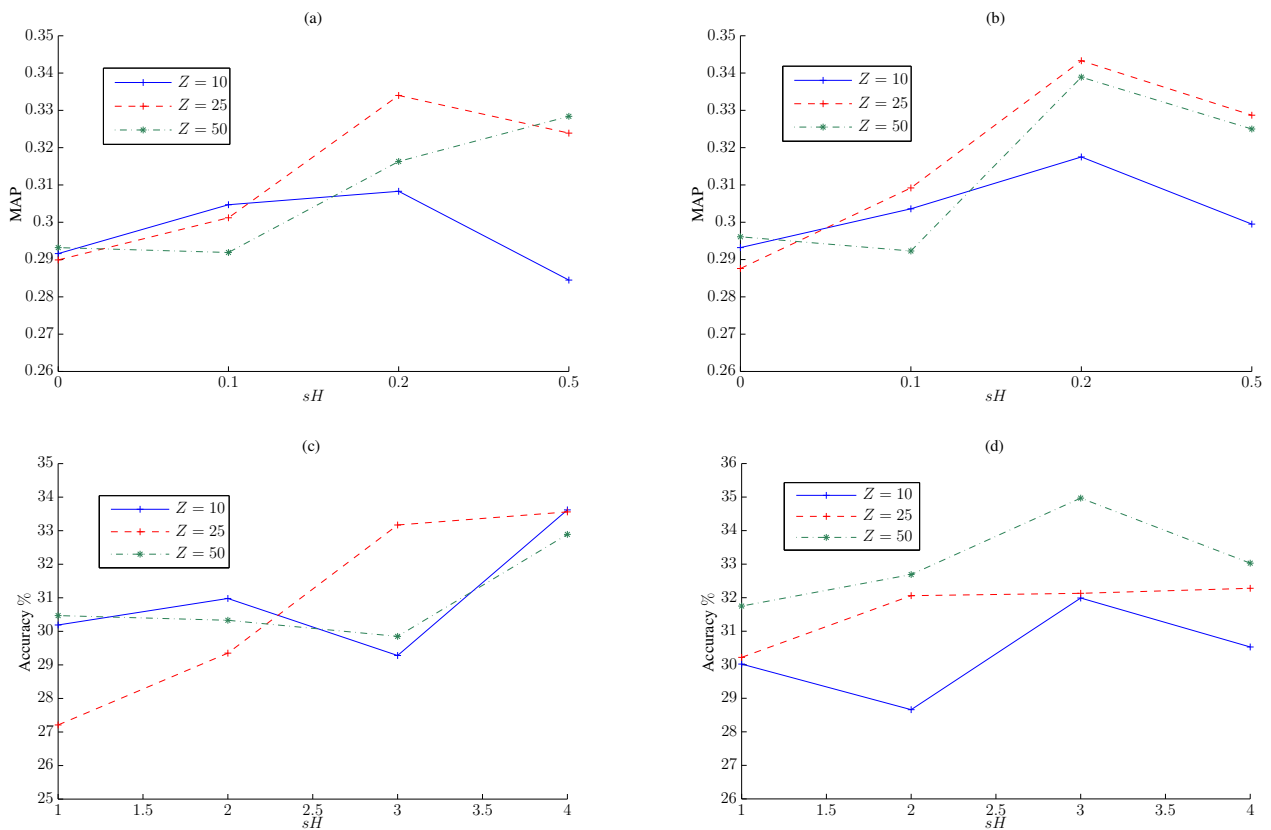 (a)
0.35
0.34
0.33
0.32
0.31
0.3
0.29
0.28
0.27
0.26
MAP
Z = 10
Z = 25
Z = 50
0 0.1 0.2 0.5
sH
(b)
0.35
0.34
0.33
0.32
0.31
0.3
0.29
0.28
0.27
0.26
MAP
Z = 10
Z = 25
Z = 50
0 0.1 0.2 0.5
sH
(c)
35
34
33
32
31
30
29
28
27
26
25
Accuracy %
Z = 10
Z = 25
Z = 50
1 1.5 2 2.5 3 3.5 4
sH
(d)
36
35
34
33
32
31
30
29
28
27
26
Accuracy %
Z = 10
Z = 25
Z = 50
1 1.5 2 2.5 3 3.5 4
sH